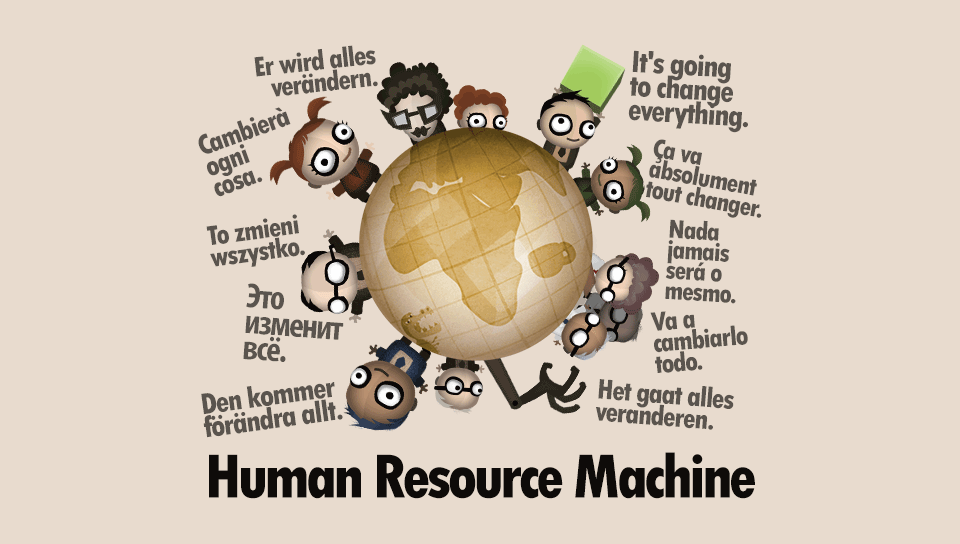 Er wird alles
verändern.
It's going
to change
everything.
Cambierà
ogni
cosa.
Ça va
absolument
tout changer.
To zmieni
wszystko.
Nada
jamais
será o
mesmo.
Это
изменит
всё.
Va a
cambiarlo
todo.
Den kommer
förändra allt.
Het gaat alles
veranderen.
Human Resource Machine